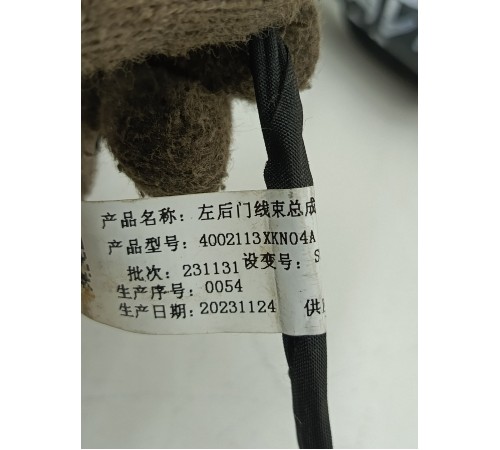 产品名称：左后门线束总成
产品型号：4002113XKN04A
批次：231131 设变号：S
生产序号：0054
生产日期：20231124 供